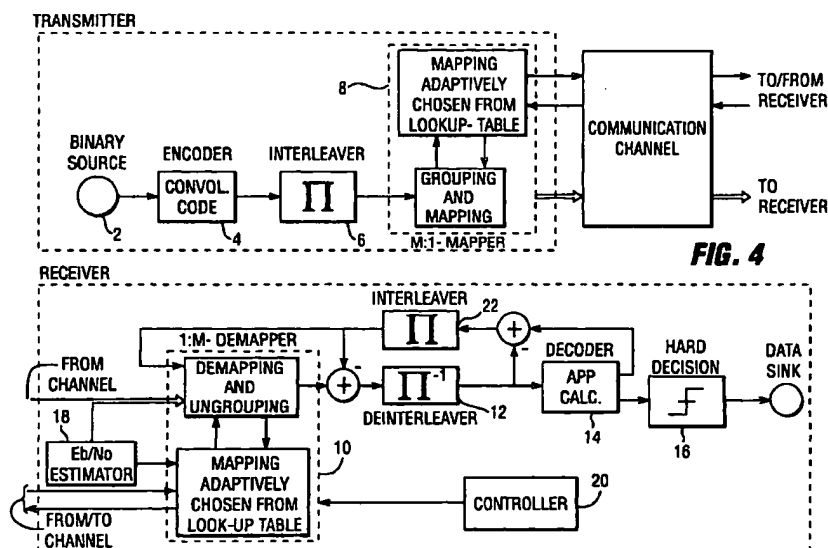 TRANSMITTER
8
MAPPING
ADAPTIVELY
CHOSEN FROM
LOOKUP- TABLE
TO/FROM
RECEIVER
COMMUNICATION
CHANNEL
BINARY
SOURCE
ENCODER
INTERLEAVER
CONVOL.
CODE
Π
GROUPING
AND
MAPPING
TO
RECEIVER
2
4
6
M:1- MAPPER
FIG. 4
RECEIVER
INTERLEAVER
22
Π
1:M- DEMAPPER
DECODER
HARD
DECISION
DATA
SINK
FROM
CHANNEL
DEMAPPING
AND
UNGROUPING
+
-
Π-1
+
-
APP
CALC.
DEINTERLEAVER
12
14
16
18
Eb/No
ESTIMATOR
10
MAPPING
ADAPTIVELY
CHOSEN FROM
LOOK-UP TABLE
CONTROLLER
20
FROM/TO
CHANNEL